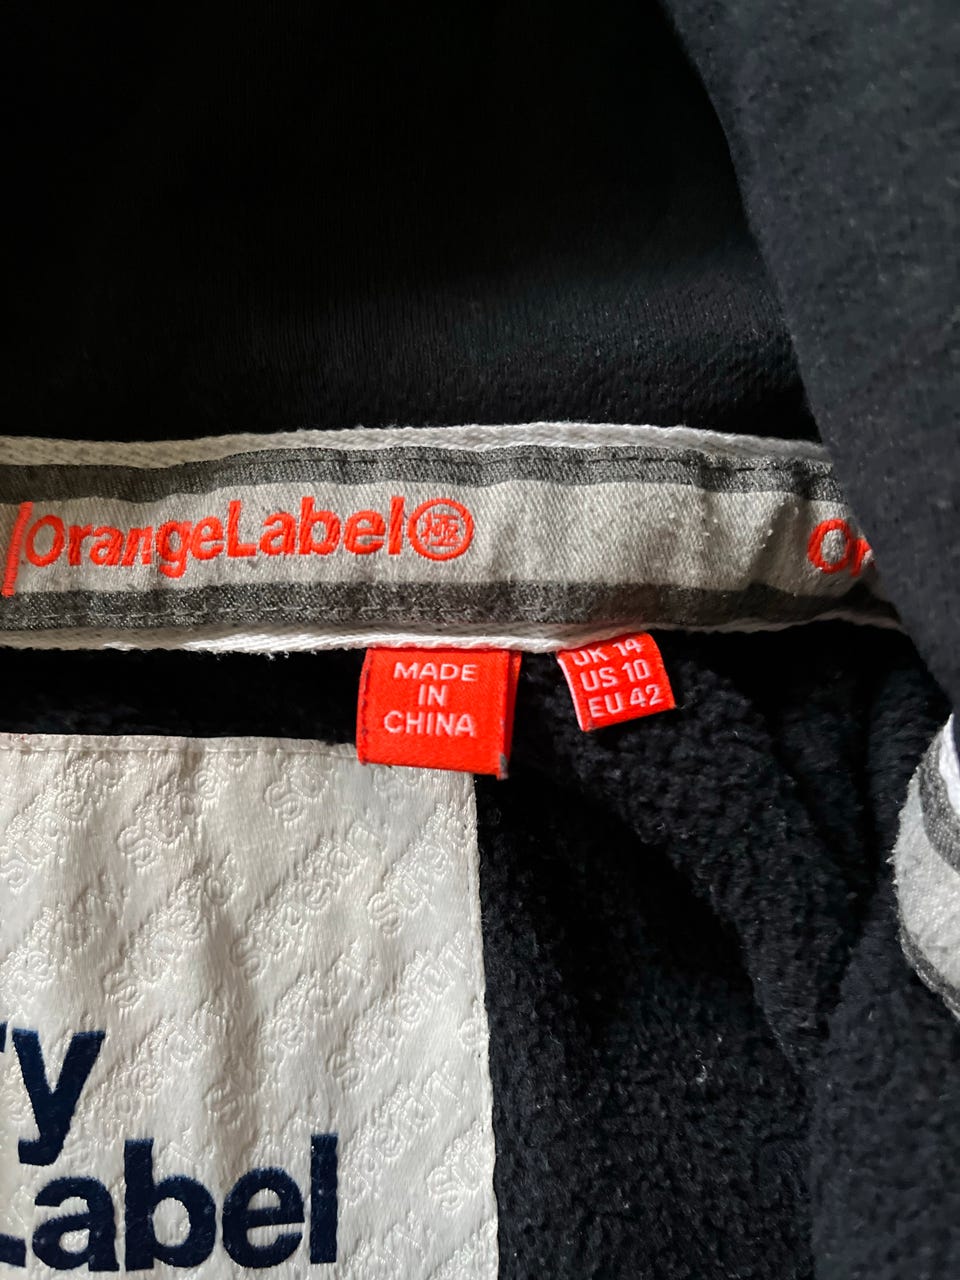 /OrangeLabel
Or
MADE
IN
CHINA
UK 14
US 10
EU 42
ry
Label